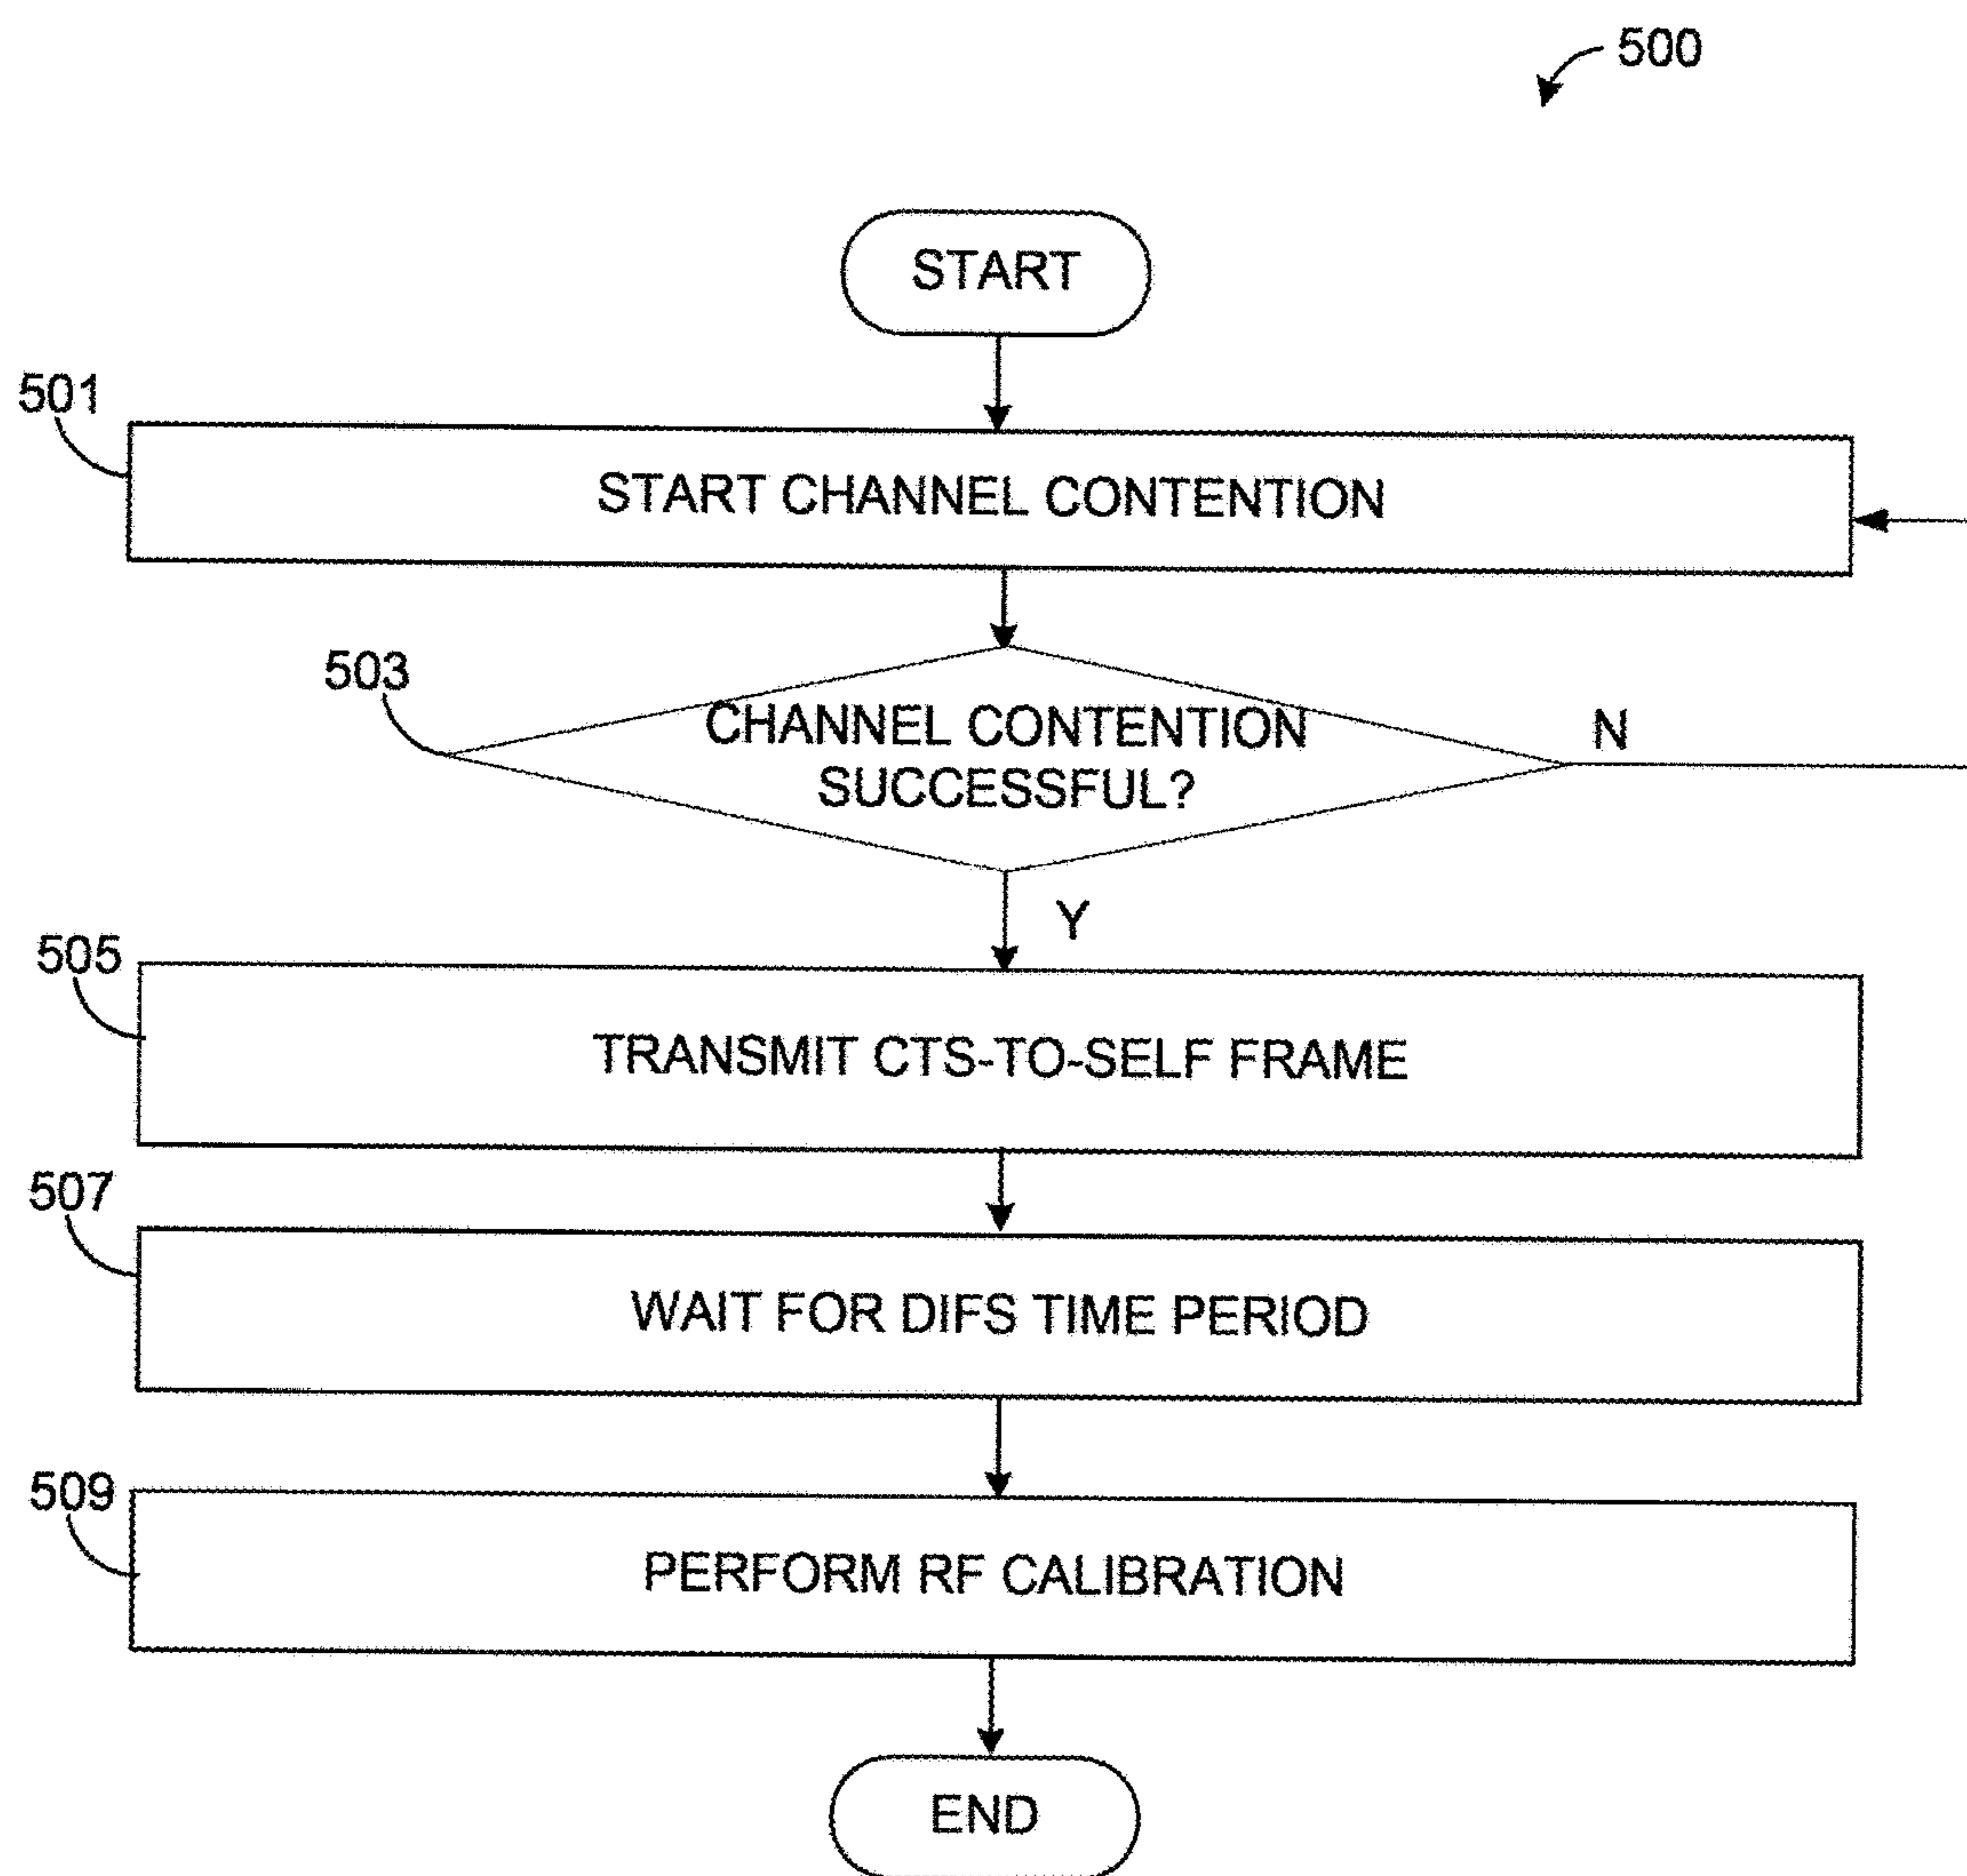 500
START
501
START CHANNEL CONTENTION
503
CHANNEL CONTENTION
SUCCESSFUL?
N
Y
505
TRANSMIT CTS-TO-SELF FRAME
507
WAIT FOR DIFS TIME PERIOD
509
PERFORM RF CALIBRATION
END